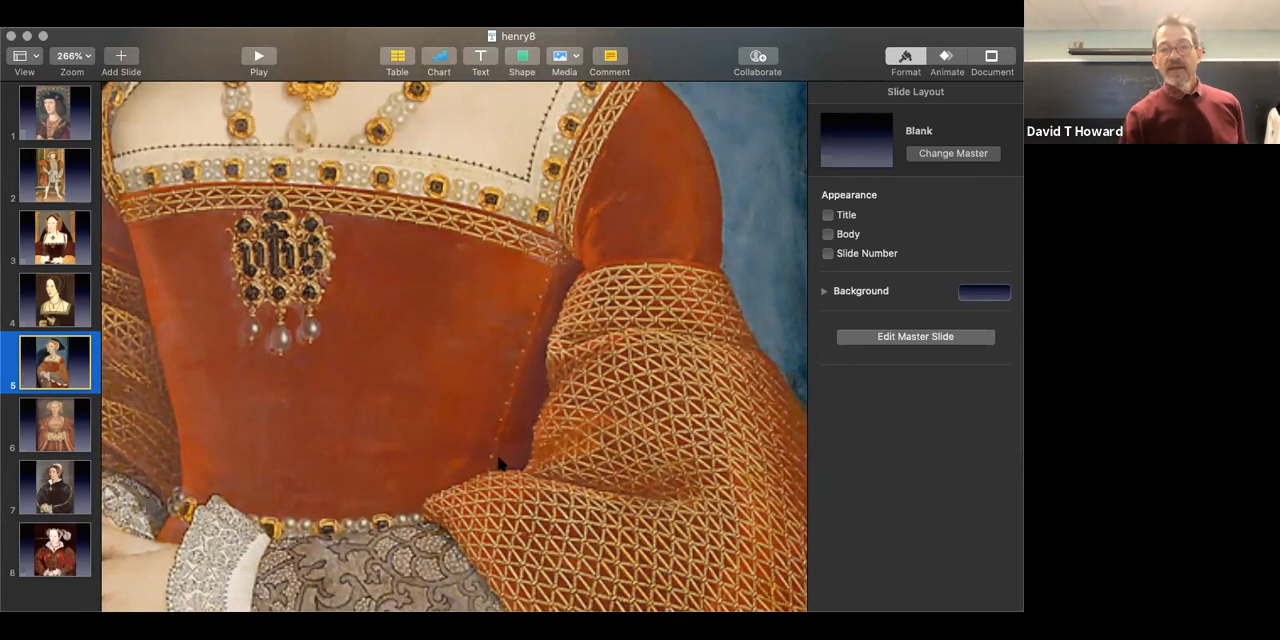 henry8
266%
View
Zoom
Add Slide
Play
Table
Chart
Text
Shape
Media
Comment
Collaborate
Format
Animate
Document
Slide Layout
1
2
3
4
5
6
7
8
ihs
Blank
Change Master
Appearance
Title
Body
Slide Number
Background
Edit Master Slide
David T Howard